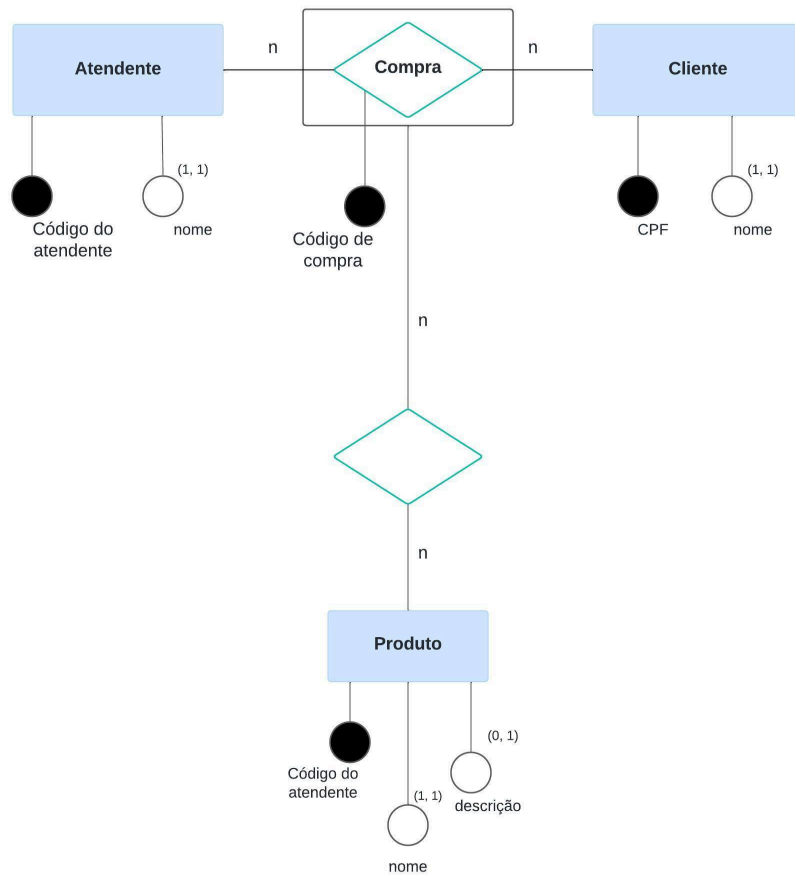 n
n
Atendente
Compra
Cliente
(1, 1)
(1, 1)
Código do
atendente
nome
Código de
compra
CPF
nome
n
n
Produto
(0, 1)
Código do
atendente
(1, 1)
descrição
nome